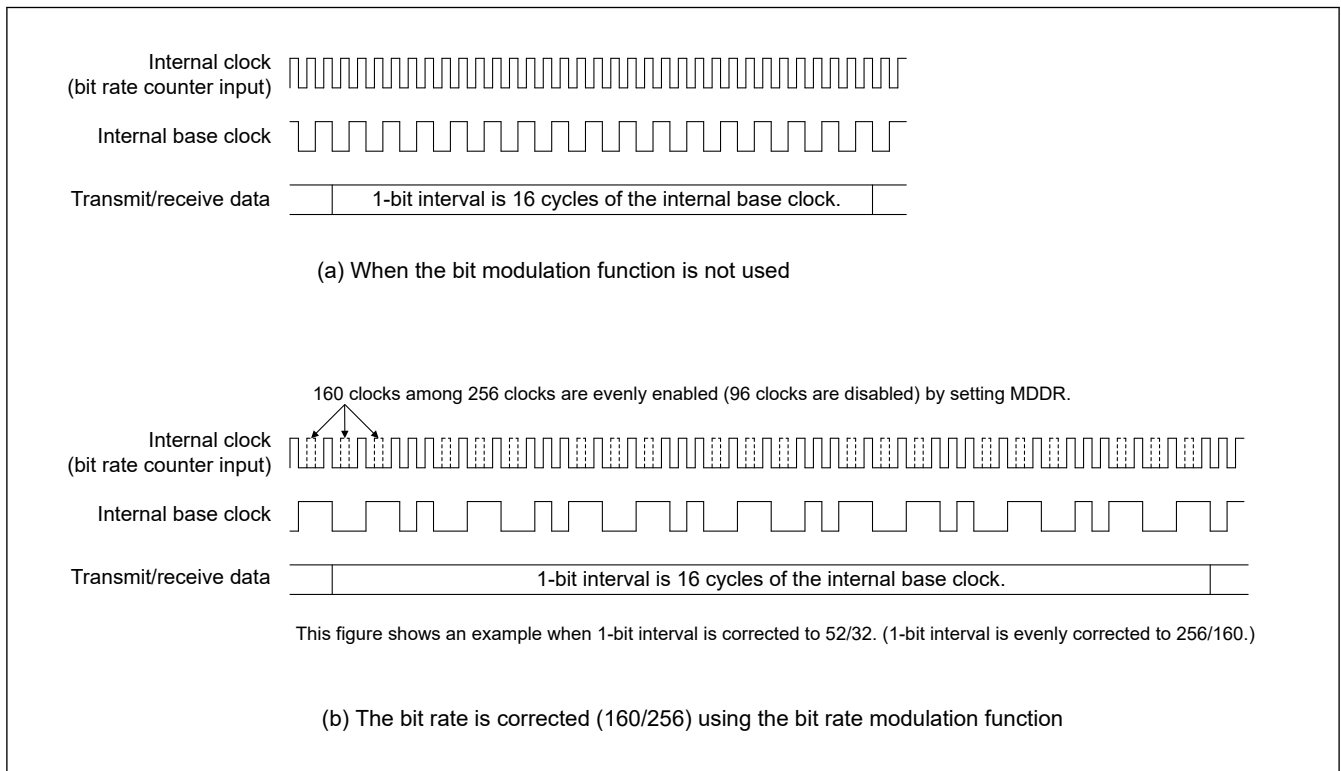 Internal clock
(bit rate counter input)
Internal base clock
Transmit/receive data
1-bit interval is 16 cycles of the internal base clock.
(a) When the bit modulation function is not used
160 clocks among 256 clocks are evenly enabled (96 clocks are disabled) by setting MDDR.
Internal clock
(bit rate counter input)
Internal base clock
Transmit/receive data
1-bit interval is 16 cycles of the internal base clock.
This figure shows an example when 1-bit interval is corrected to 52/32. (1-bit interval is evenly corrected to 256/160.)
(b) The bit rate is corrected (160/256) using the bit rate modulation function